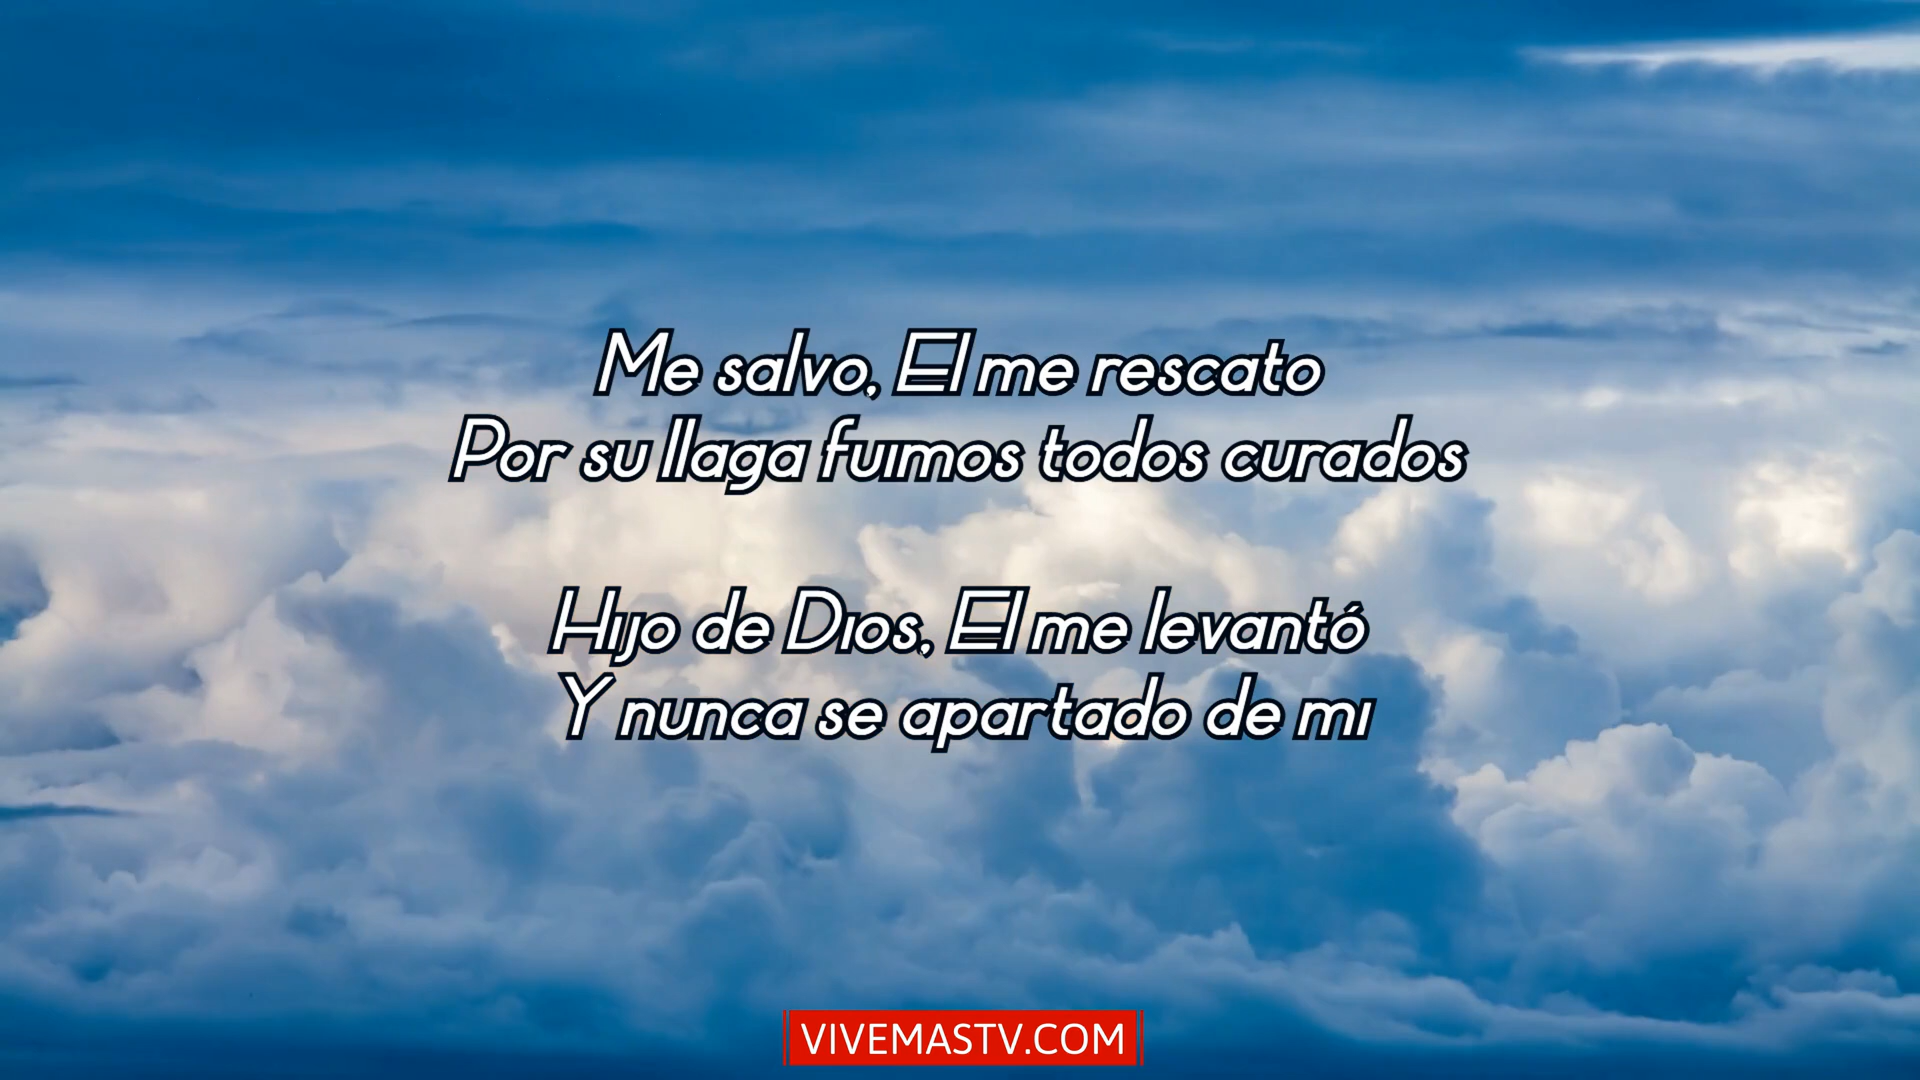 Me salvo, El me rescato
Por su llaga fuimos todos curados
Hijo de Dios, El me levantó
Y nunca se apartado de mi
VIVEMASTV.COM